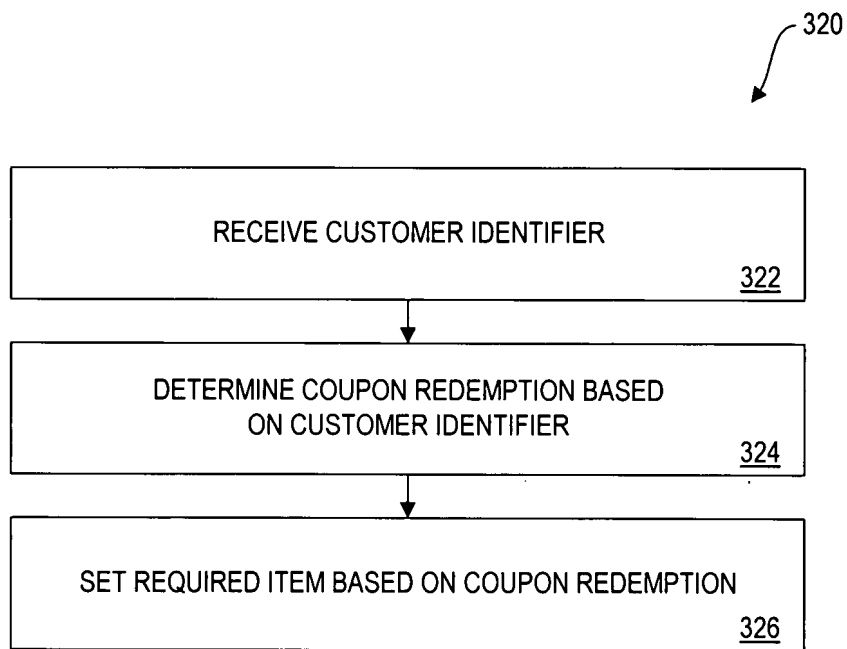 320
RECEIVE CUSTOMER IDENTIFIER
322
DETERMINE COUPON REDEMPTION BASED
ON CUSTOMER IDENTIFIER
324
SET REQUIRED ITEM BASED ON COUPON REDEMPTION
326